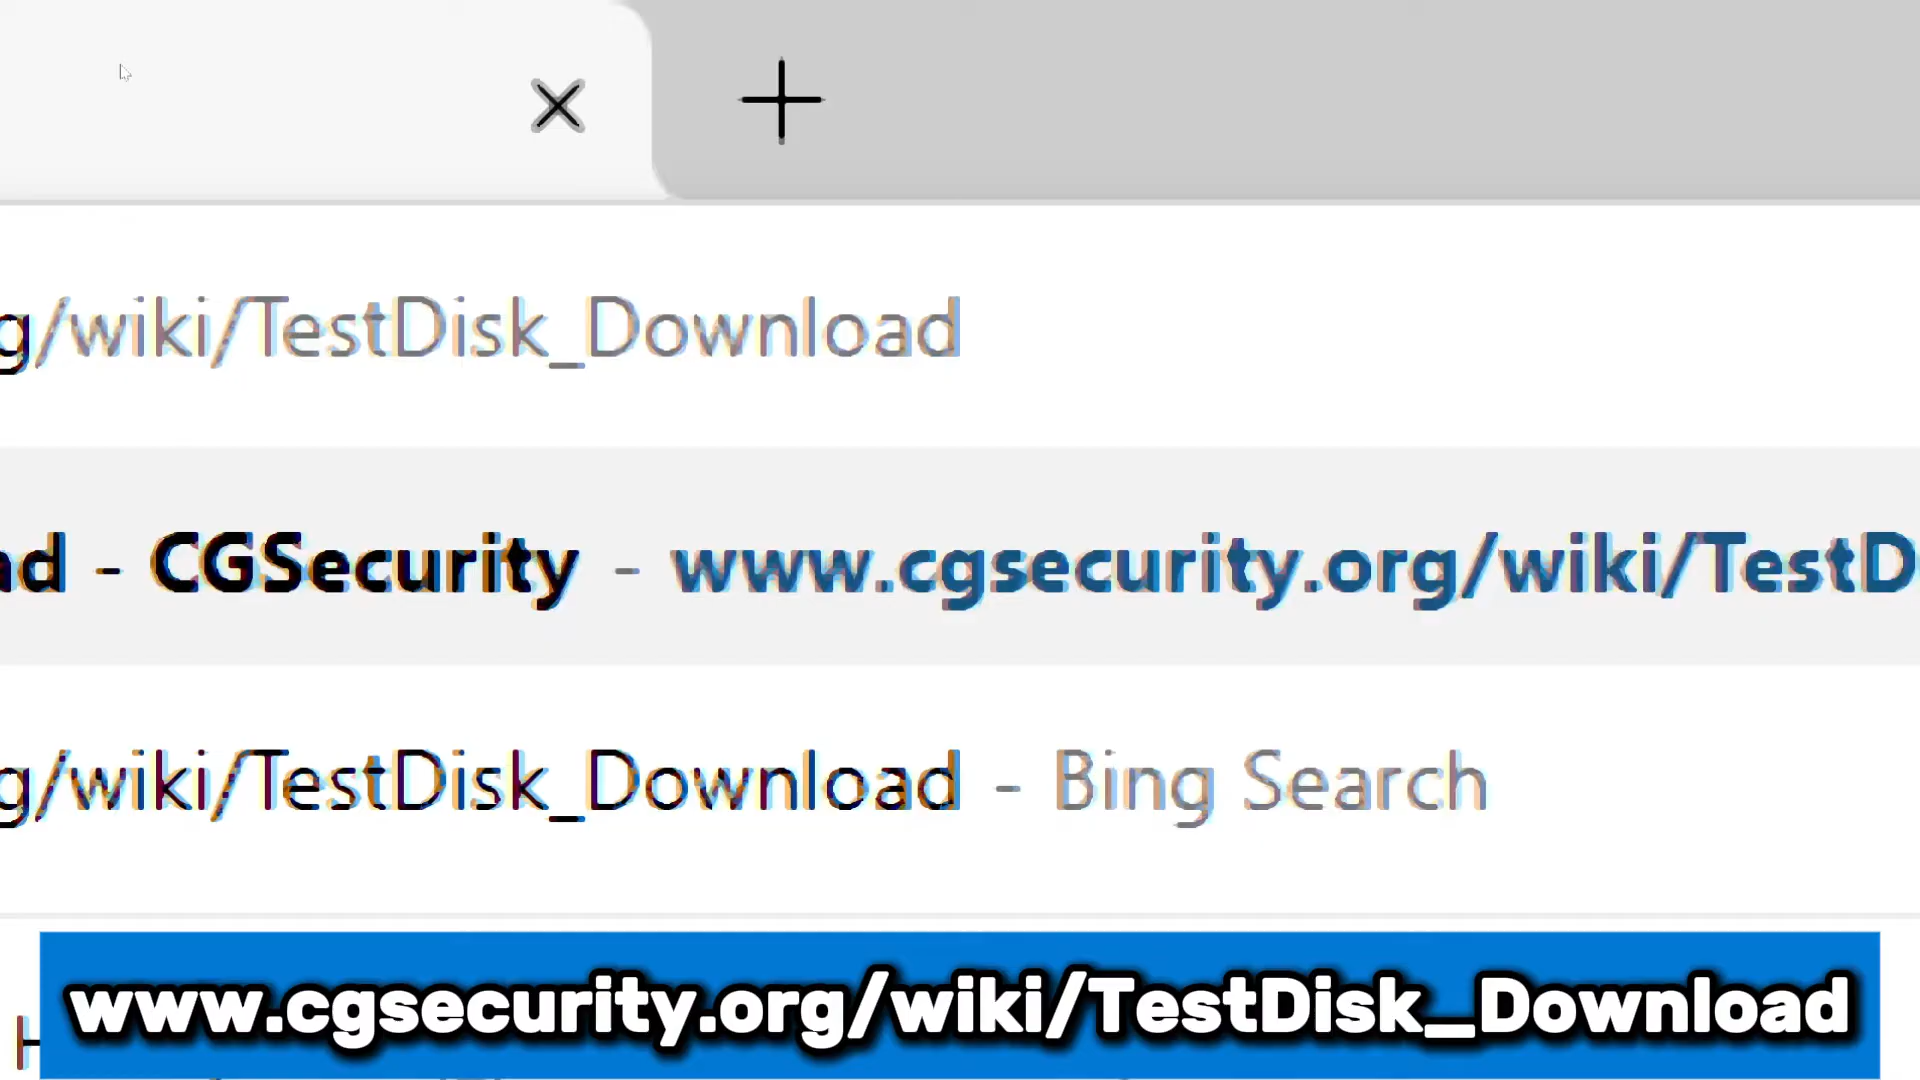 g/wiki/TestDisk_Download
ad - CGSecurity - www.cgsecurity.org/wiki/TestD
g/wiki/TestDisk_Download - Bing Search
www.cgsecurity.org/wiki/TestDisk_Download